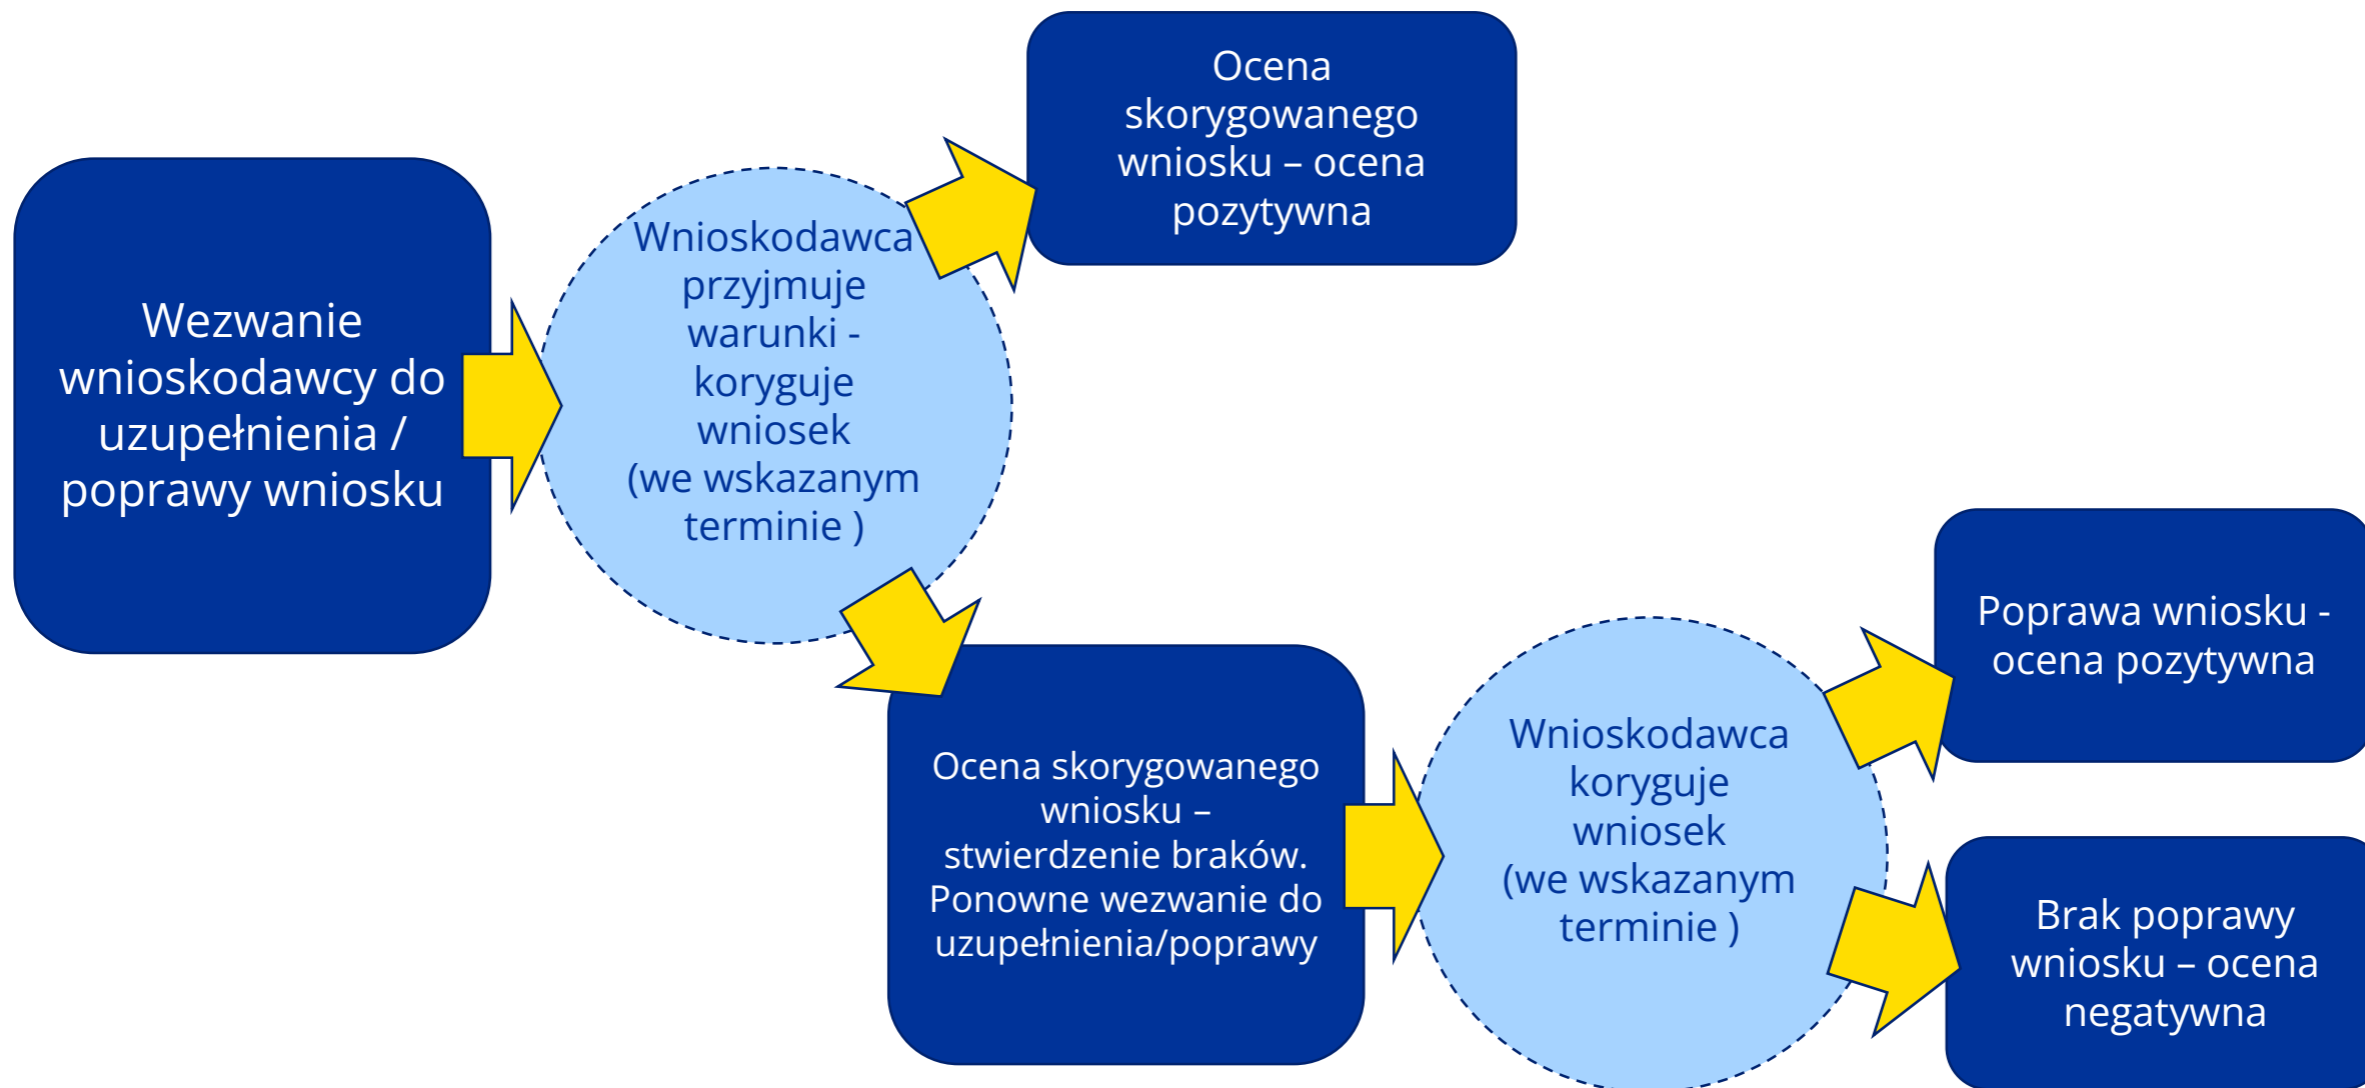 Wezwanie
wnioskodawcy do
uzupełnienia /
poprawy wniosku
Wnioskodawca
przyjmuje
warunki -
koryguje
wniosek
(we wskazanym
terminie )
Ocena
skorygowanego
wniosku – ocena
pozytywna
Ocena skorygowanego
wniosku –
stwierdzenie braków.
Ponowne wezwanie do
uzupełnienia/poprawy
Wnioskodawca
koryguje
wniosek
(we wskazanym
terminie )
Poprawa wniosku -
ocena pozytywna
Brak poprawy
wniosku – ocena
negatywna